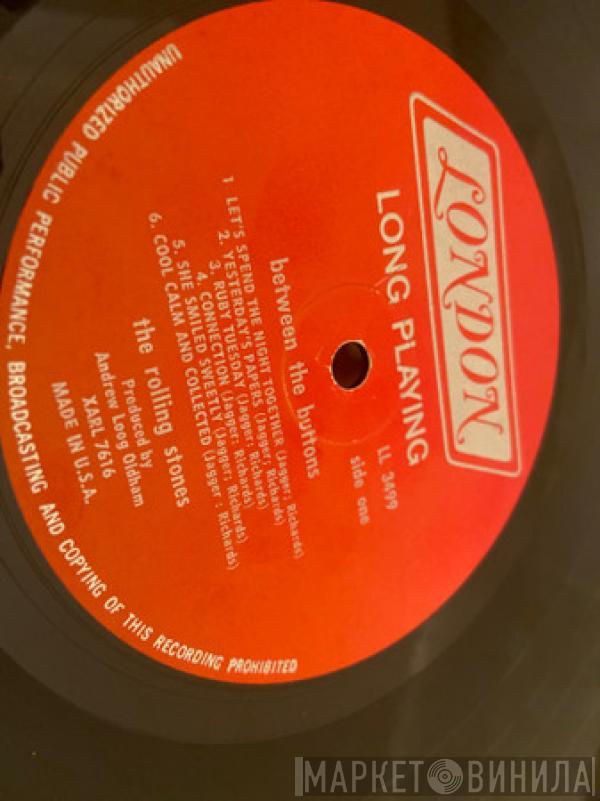 LONDON
LONG PLAYING
LL 3499
side one
between the buttons
1 LET'S SPEND THE NIGHT TOGETHER (Jagger; Richards)
2. YESTERDAY'S PAPERS (Jagger; Richards)
3. RUBY TUESDAY (Jagger; Richards)
4. CONNECTION (Jagger; Richards)
5. SHE SMILED SWEETLY (Jagger; Richards)
6. COOL CALM AND COLLECTED (Jagger : Richards)
the rolling stones
Produced by
Andrew Loog Oldham
XARL 7616
MADE IN U.S.A.
UNAUTHORIZED PUBLIC PERFORMANCE, BROADCASTING AND COPYING OF THIS RECORDING PROHIBITED
МАРКЕТ ВИНИЛА